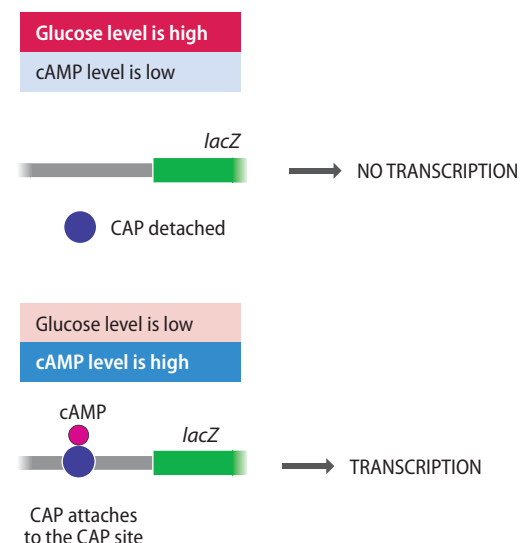 Glucose level is high
cAMP level is low
lacZ
NO TRANSCRIPTION
CAP detached
Glucose level is low
cAMP level is high
cAMP
lacZ
TRANSCRIPTION
CAP attaches
to the CAP site